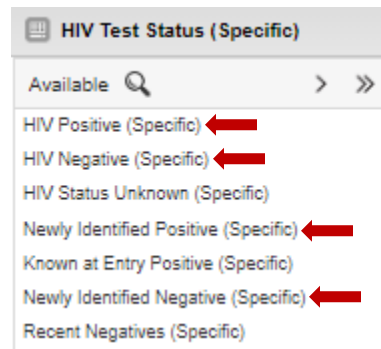 HIV Test Status (Specific)
Available
HIV Positive (Specific)
HIV Negative (Specific)
HIV Status Unknown (Specific)
Newly Identified Positive (Specific)
Known at Entry Positive (Specific)
Newly Identified Negative (Specific)
Recent Negatives (Specific)